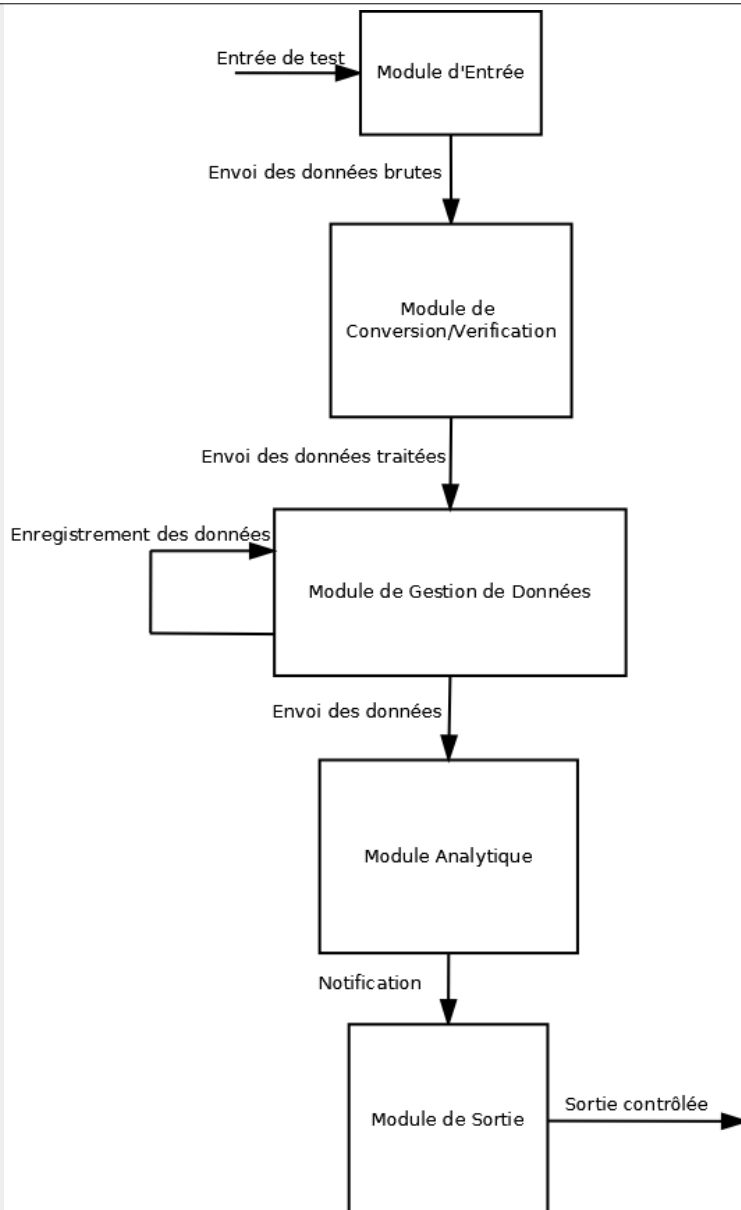 Entrée de test
Module d'Entrée
Envoi des données brutes
Module de
Conversion/Verification
Envoi des données traitées
Enregistrement des données
Module de Gestion de Données
Envoi des données
Module Analytique
Notification
Module de Sortie
Sortie contrôlée